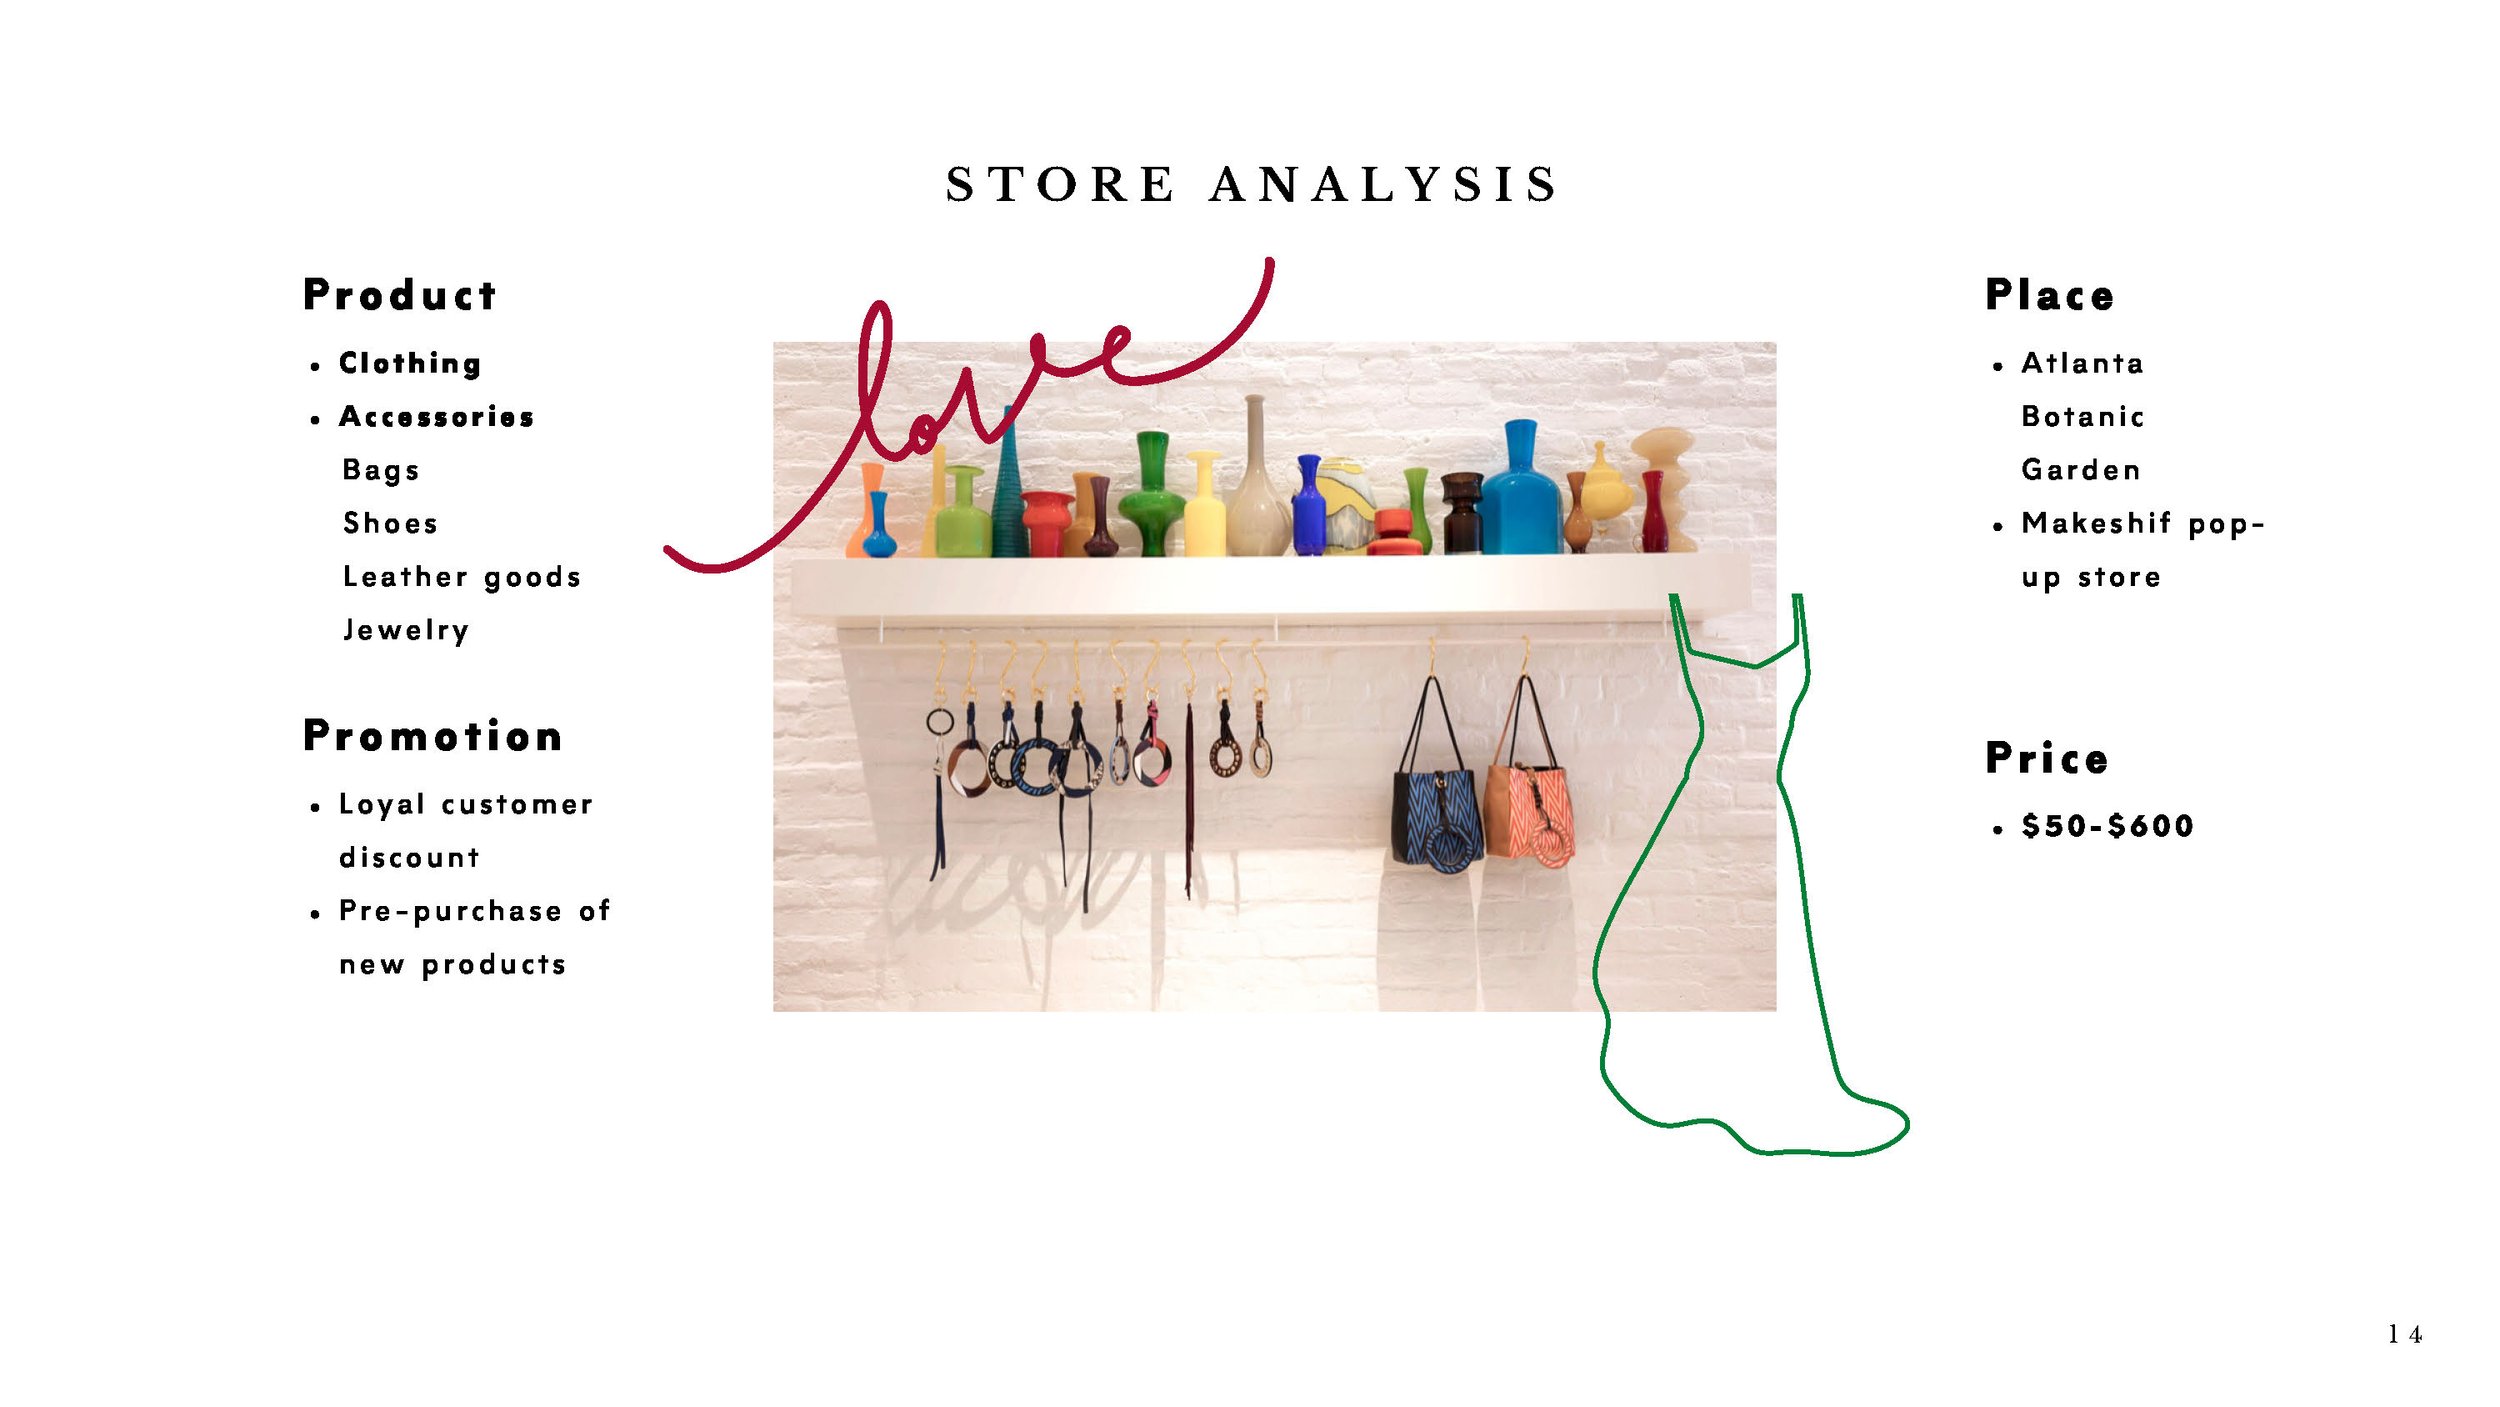 STORE ANALYSIS
love
Product
• Clothing
• Accessories
Bags
Shoes
Leather goods
Jewelry
Promotion
• Loyal customer
discount
• Pre-purchase of
new products
Place
• Atlanta
Botanic
Garden
• Makeshif pop-
up store
Price
• $50-$600
14